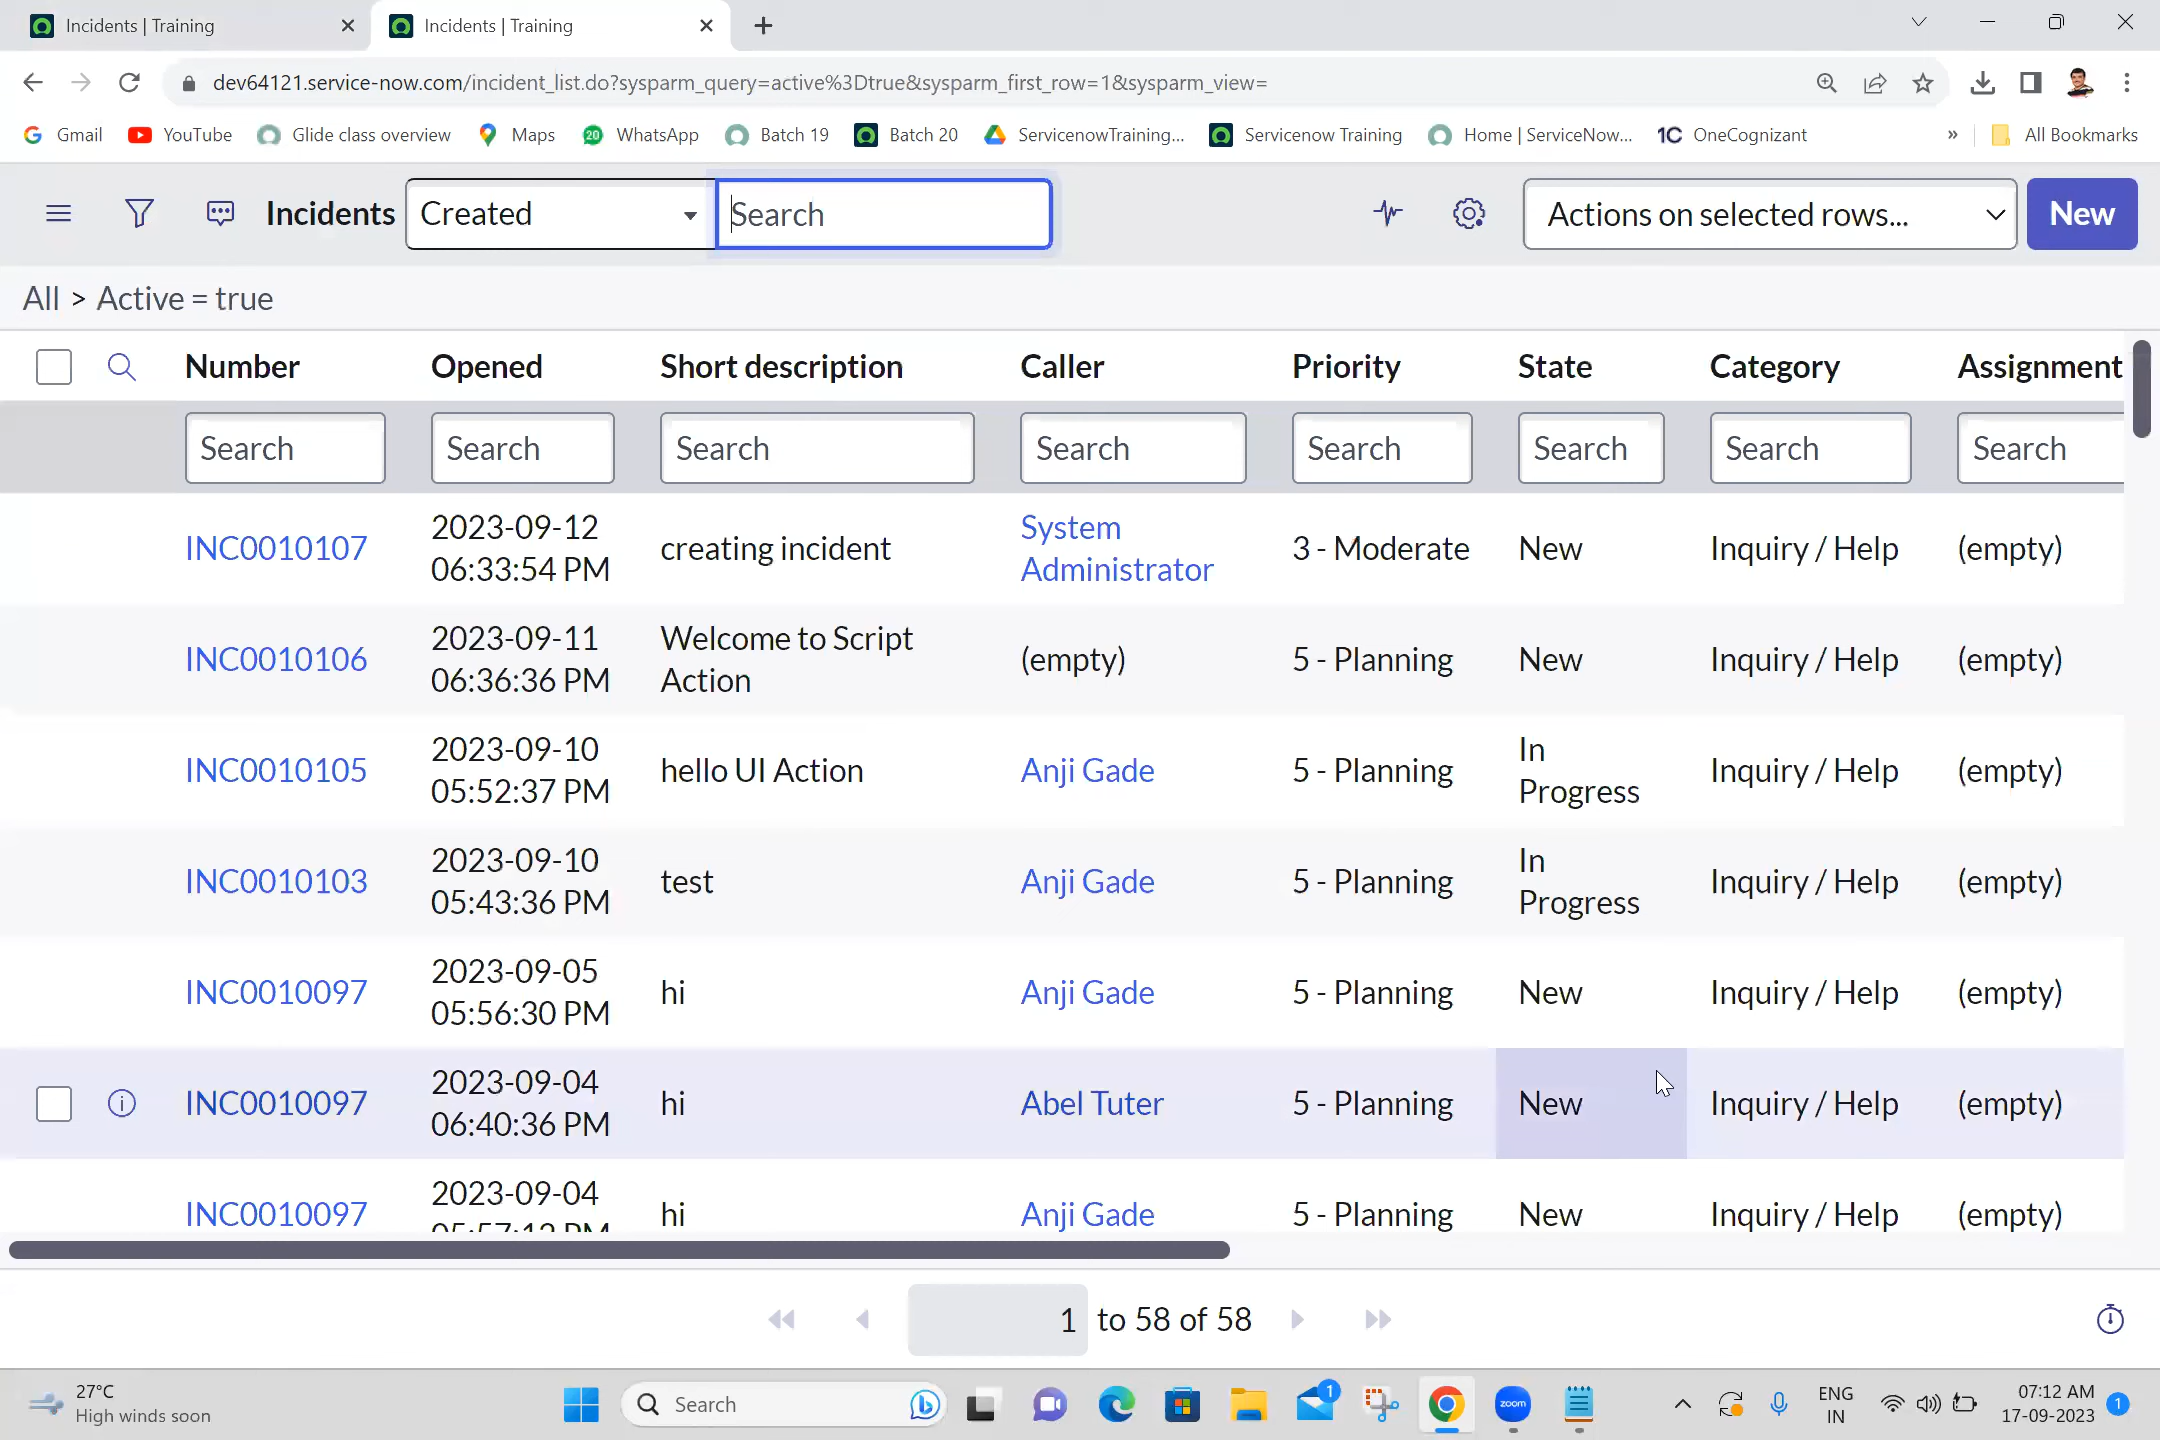 Incidents | Training
Incidents | Training
dev64121.service-now.com/incident_list.do?sysparm_query=active%3Dtrue&sysparm_first_row=1&sysparm_view=
Gmail YouTube Glide class overview Maps 20 WhatsApp Batch 19 Batch 20 ServicenowTraining... Servicenow Training Home | ServiceNow... 1C OneCognizant » All Bookmarks
Incidents Created Search Actions on selected rows... New
All > Active = true
Number Opened Short description Caller Priority State Category Assignment
Search Search Search Search Search Search Search Search
INC0010107 2023-09-12 06:33:54 PM creating incident System Administrator 3 - Moderate New Inquiry / Help (empty)
INC0010106 2023-09-11 06:36:36 PM Welcome to Script Action (empty) 5 - Planning New Inquiry / Help (empty)
INC0010105 2023-09-10 05:52:37 PM hello UI Action Anji Gade 5 - Planning In Progress Inquiry / Help (empty)
INC0010103 2023-09-10 05:43:36 PM test Anji Gade 5 - Planning In Progress Inquiry / Help (empty)
INC0010097 2023-09-05 05:56:30 PM hi Anji Gade 5 - Planning New Inquiry / Help (empty)
INC0010097 2023-09-04 06:40:36 PM hi Abel Tuter 5 - Planning New Inquiry / Help (empty)
INC0010097 2023-09-04 hi Anji Gade 5 - Planning New Inquiry / Help (empty)
1 to 58 of 58
27°C
High winds soon
Search
1
zoom
ENG
IN
07:12 AM
17-09-2023
1